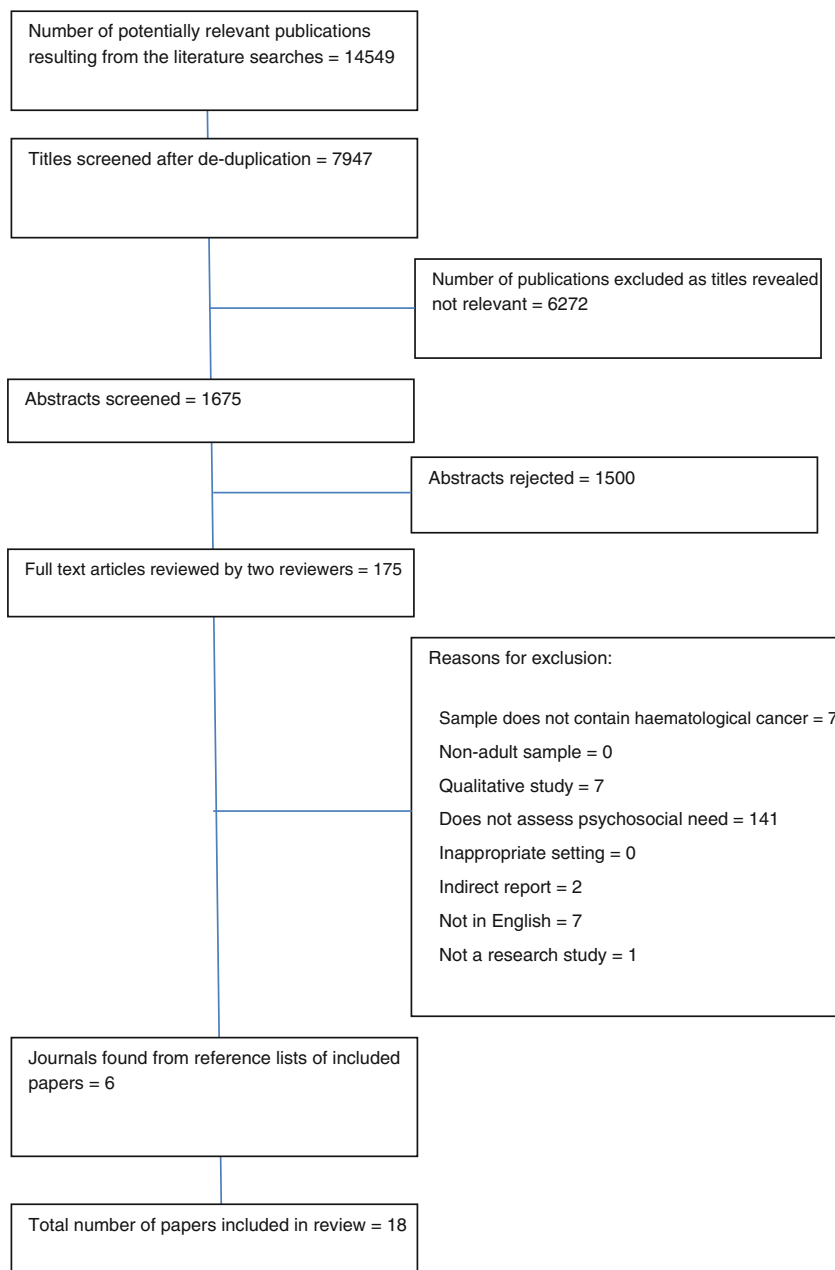 Number of potentially relevant publications
resulting from the literature searches = 14549
Titles screened after de-duplication = 7947
Number of publications excluded as titles revealed
not relevant = 6272
Abstracts screened = 1675
Abstracts rejected = 1500
Full text articles reviewed by two reviewers = 175
Reasons for exclusion:
Sample does not contain haematological cancer = 7
Non-adult sample = 0
Qualitative study = 7
Does not assess psychosocial need = 141
Inappropriate setting = 0
Indirect report = 2
Not in English = 7
Not a research study = 1
Journals found from reference lists of included
papers = 6
Total number of papers included in review = 18